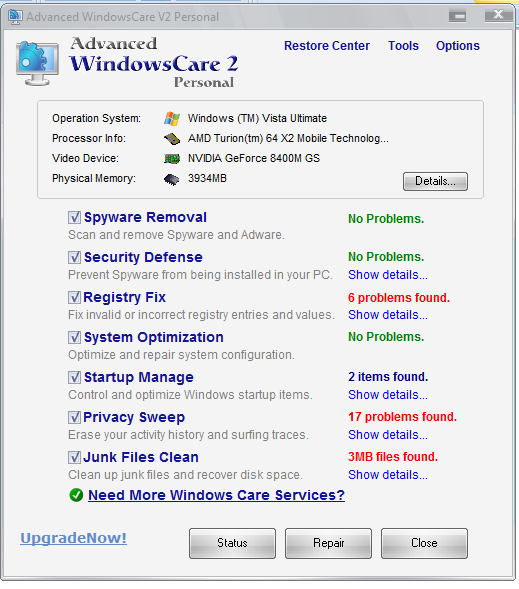 Advanced WindowsCare V2 Personal
Advanced
WindowsCare 2
Personal
Restore Center Tools Options
Operation System: Windows (TM) Vista Ultimate
Processor Info: AMD Turion(tm) 64 X2 Mobile Technolog...
Video Device: NVIDIA GeForce 8400M GS
Physical Memory: 3934MB
Details...
Spyware Removal No Problems.
Scan and remove Spyware and Adware.
Security Defense No Problems.
Prevent Spyware from being installed in your PC. Show details...
Registry Fix 6 problems found.
Fix invalid or incorrect registry entries and values. Show details...
System Optimization No Problems.
Optimize and repair system configuration.
Startup Manage 2 items found.
Control and optimize Windows startup items. Show details...
Privacy Sweep 17 problems found.
Erase your activity history and surfing traces. Show details...
Junk Files Clean 3MB files found.
Clean up junk files and recover disk space. Show details...
Need More Windows Care Services?
UpgradeNow! Status Repair Close